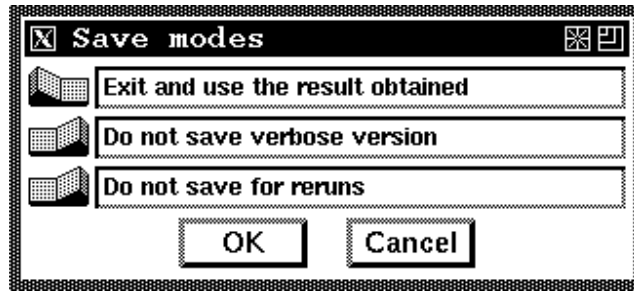 Save modes
Exit and use the result obtained
Do not save verbose version
Do not save for reruns
OK Cancel